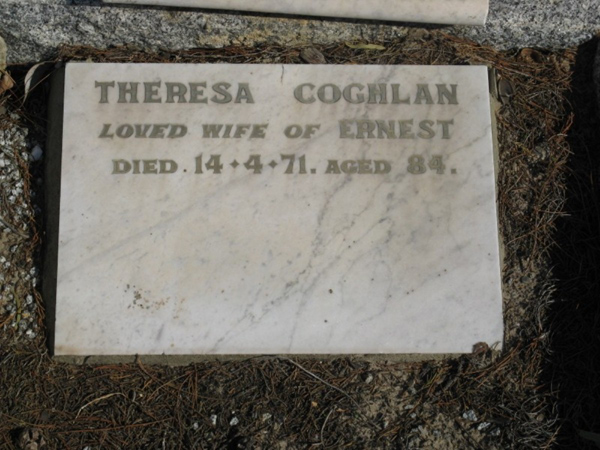 THERESA COGHLAN
LOVED WIFE OF ERNEST
DIED 14·4·71. AGED 84.